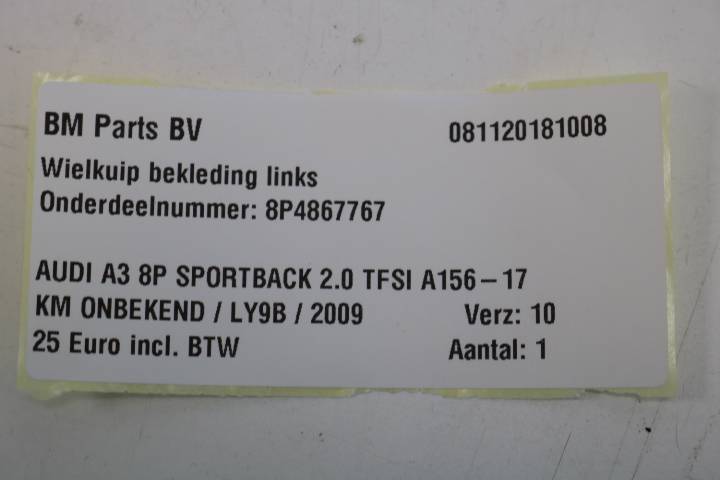 BM Parts BV 081120181008
Wielkuip bekleding links
Onderdeelnummer: 8P4867767
AUDI A3 8P SPORTBACK 2.0 TFSI A156-17
KM ONBEKEND / LY9B / 2009 Verz: 10
25 Euro incl. BTW Aantal: 1